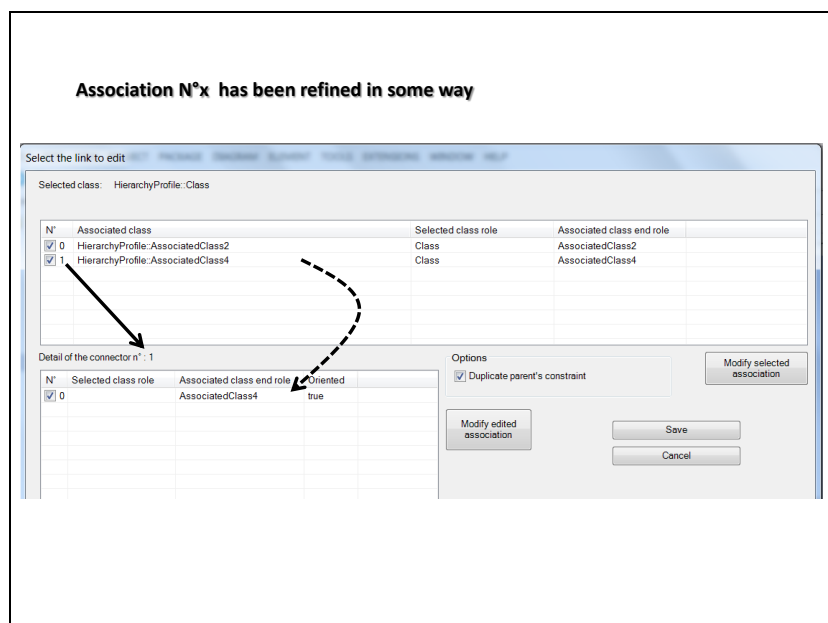 Association N°x has been refined in some way
Select the link to edit
Selected class: HierarchyProfile::Class
N° Associated class Selected class role Associated class end role
0 HierarchyProfile::AssociatedClass2 Class AssociatedClass2
1 HierarchyProfile::AssociatedClass4 Class AssociatedClass4
Detail of the connector n° : 1
Options
Duplicate parent's constraint
Modify selected
association
N° Selected class role Associated class end role Oriented
0 AssociatedClass4 true
Modify edited
association
Save
Cancel